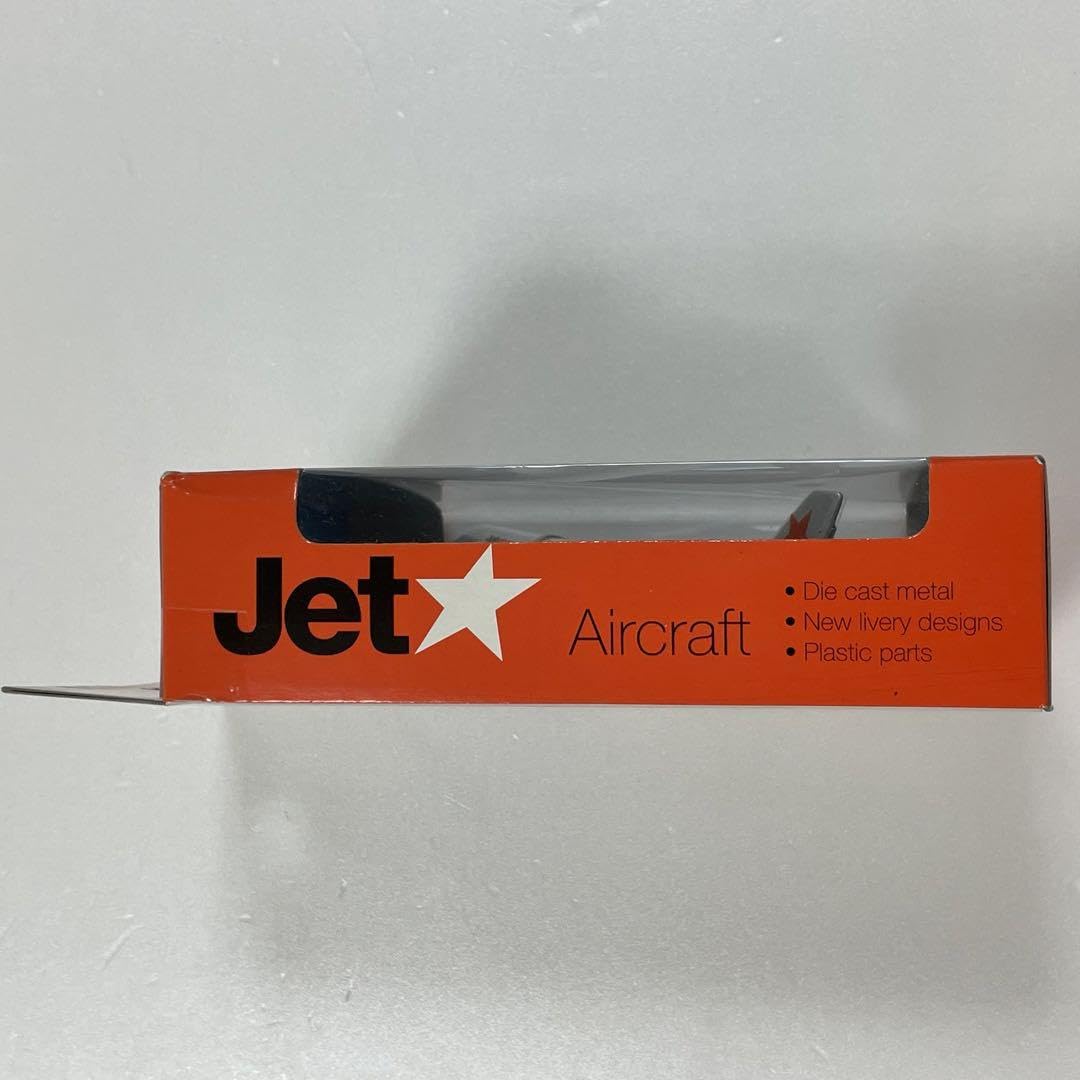 Jet★
Aircraft
• Die cast metal
• New livery designs
• Plastic parts